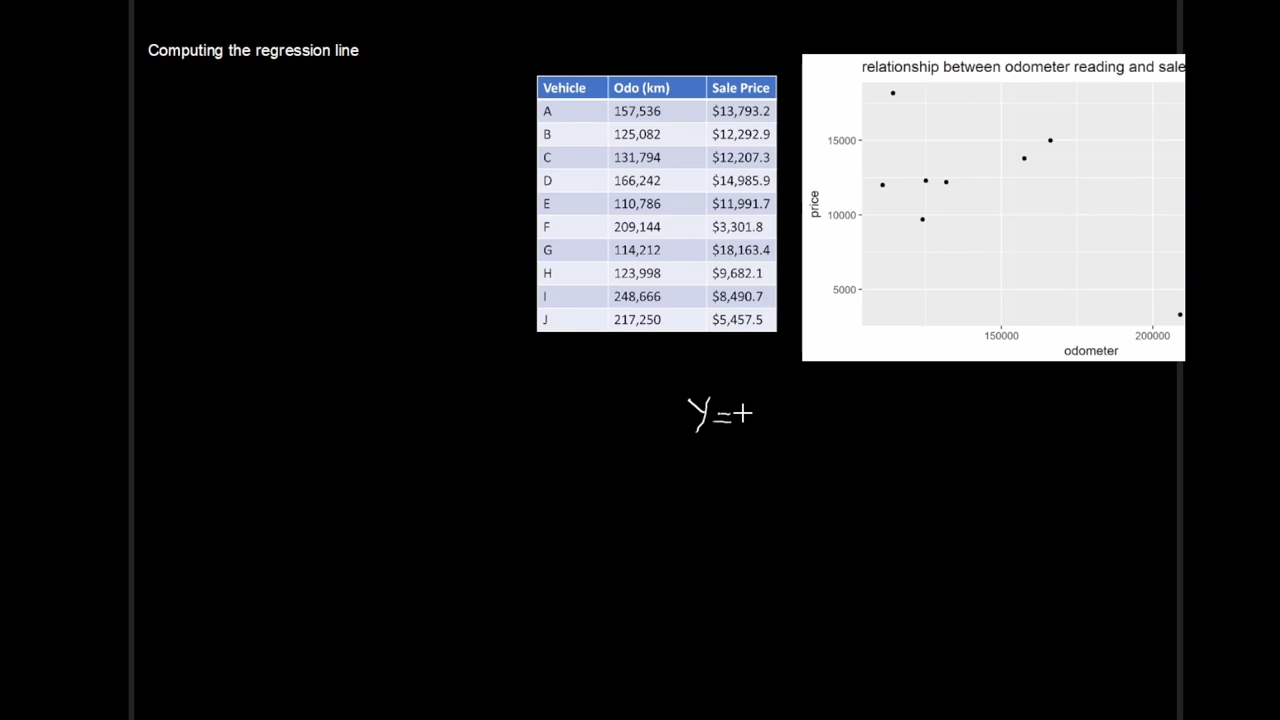 Computing the regression line
Vehicle Odo (km) Sale Price
A 157,536 $13,793.2
B 125,082 $12,292.9
C 131,794 $12,207.3
D 166,242 $14,985.9
E 110,786 $11,991.7
F 209,144 $3,301.8
G 114,212 $18,163.4
H 123,998 $9,682.1
I 248,666 $8,490.7
J 217,250 $5,457.5
relationship between odometer reading and sale
15000
10000
5000
price
150000 200000
odometer
Y=+